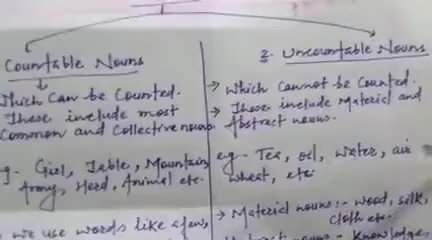 Countable Nouns
Which Can be Counted.
These include most
Common and Collective nouns
g. Girl, Table, Mountain,
Army, Herd, Animal etc.
we use words like a few,
2. Uncountable Nouns
→ Which Cannot be Counted.
→ These include Material and
Abstract nouns.
e.g. Tea, oil, water, air
wheat, etc
→ Material nouns:- wood, silk,
cloth etc.
nouns:- knowledge,